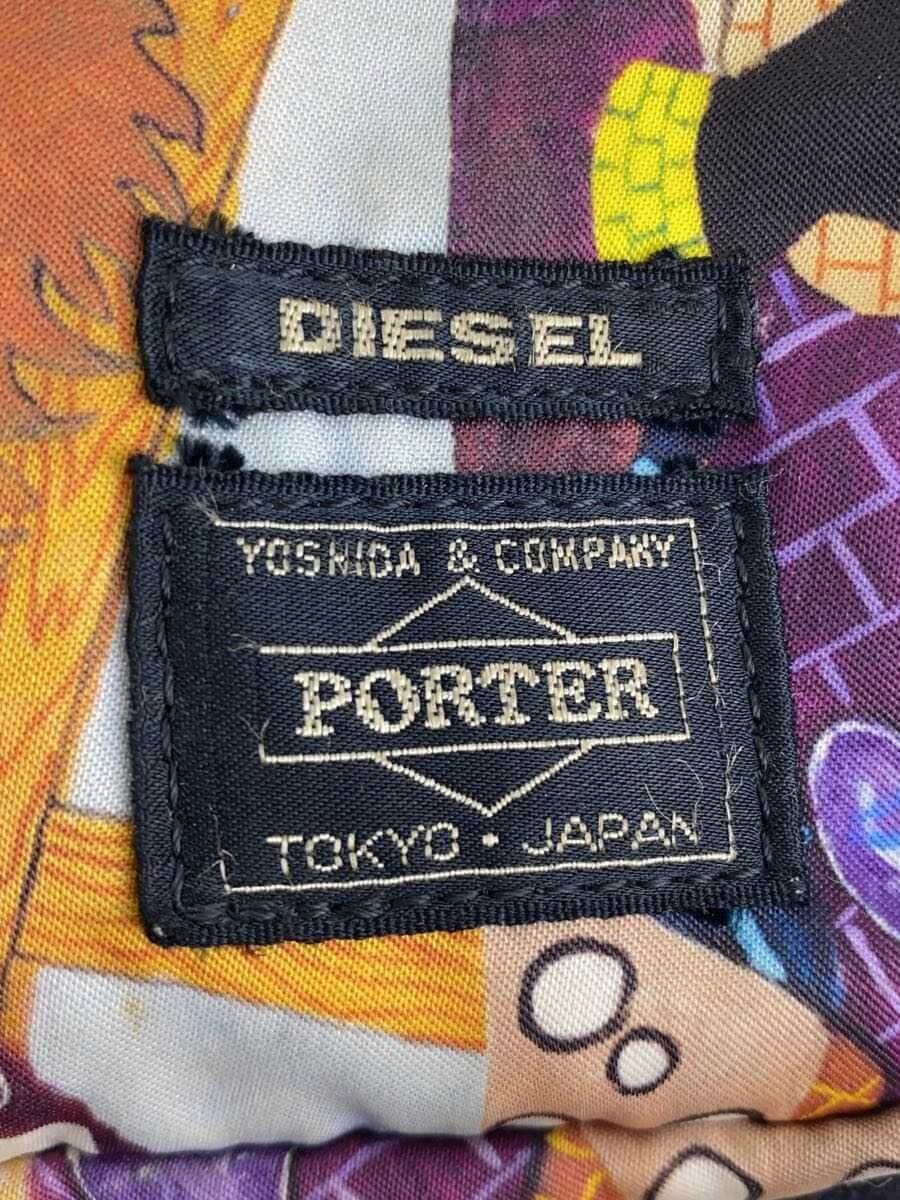 DIESEL
YOSHIDA & COMPANY
PORTER
TOKYO • JAPAN